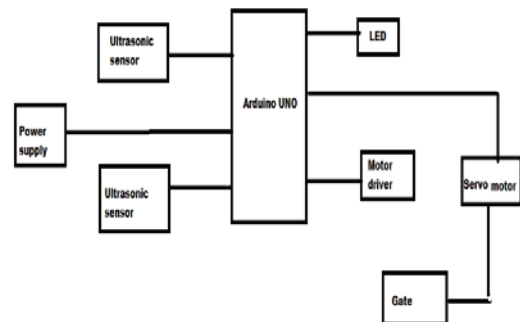 Ultrasonic
sensor
LED
Arduino UNO
Power
supply
Motor
driver
Servo motor
Ultrasonic
sensor
Gate